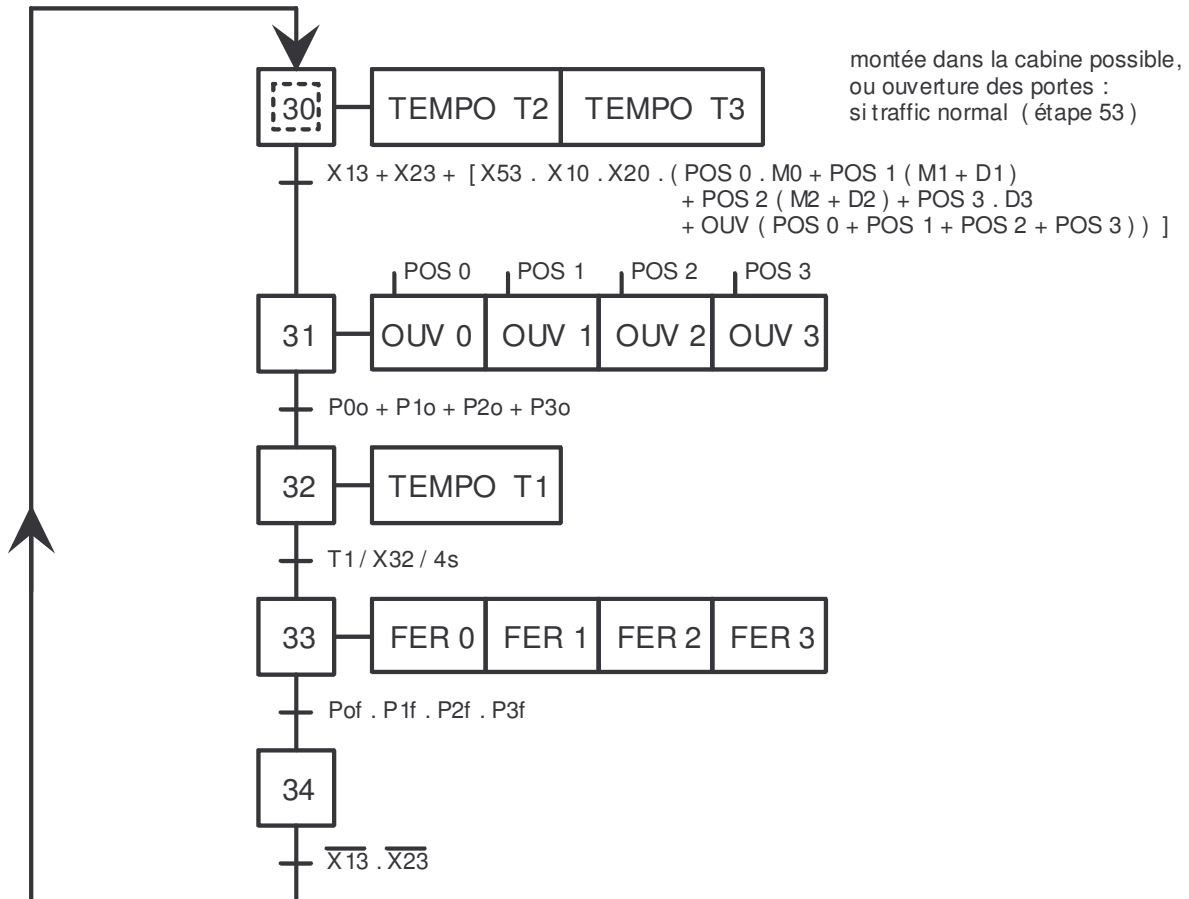 montée dans la cabine possible,
ou ouverture des portes :
si traffic normal ( étape 53 )
30 TEMPO T2 TEMPO T3
X13 + X23 + [ X53 . X10 . X20 . ( POS 0 . M0 + POS 1 ( M1 + D1 )
+ POS 2 ( M2 + D2 ) + POS 3 . D3
+ OUV ( POS 0 + POS 1 + POS 2 + POS 3 ) ) ]
POS 0 POS 1 POS 2 POS 3
31 OUV 0 OUV 1 OUV 2 OUV 3
P0o + P1o + P2o + P3o
32 TEMPO T1
T1 / X32 / 4s
33 FER 0 FER 1 FER 2 FER 3
Pof . P1f . P2f . P3f
34
X̅1̅3̅ . X̅2̅3̅